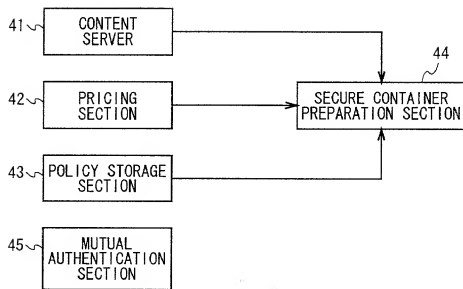 41
CONTENT
SERVER
44
42
PRICING
SECTION
SECURE CONTAINER
PREPARATION SECTION
43
POLICY STORAGE
SECTION
45
MUTUAL
AUTHENTICATION
SECTION